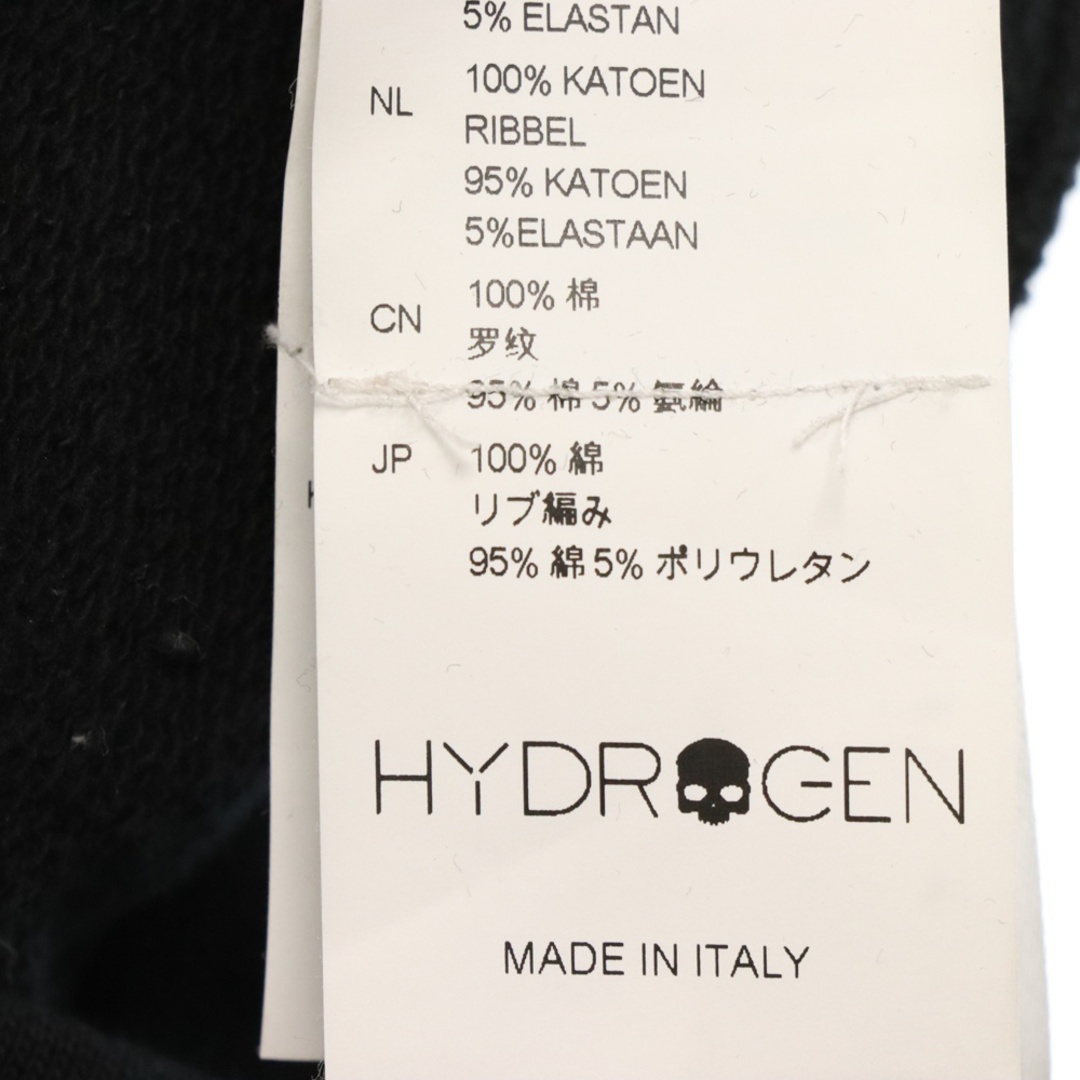 5% ELASTAN
NL 100% KATOEN
RIBBEL
95% KATOEN
5%ELASTAAN
CN 100% 棉
罗纹
95% 棉 5% 氨綸
JP 100% 綿
リブ編み
95% 綿 5% ポリウレタン
HYDROGEN
MADE IN ITALY